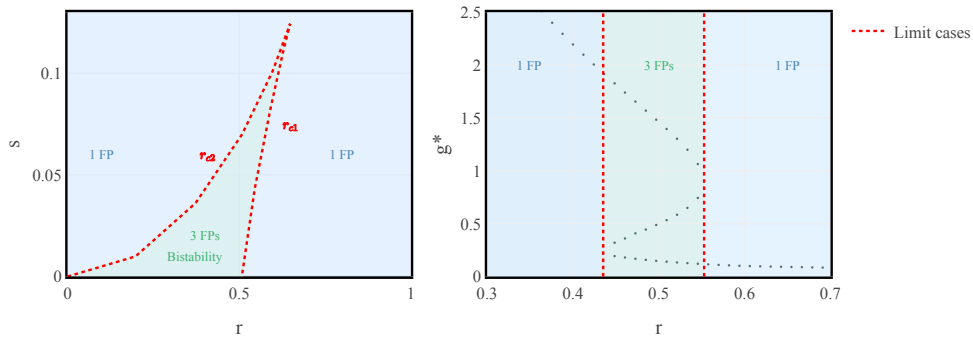 0.1
0.05
0
s
1 FP
r_c2
r_c1
1 FP
3 FPs
Bistability
0
0.5
1
r
2.5
2
1.5
1
0.5
0
g*
1 FP
3 FPs
1 FP
0.3
0.4
0.5
0.6
0.7
r
Limit cases